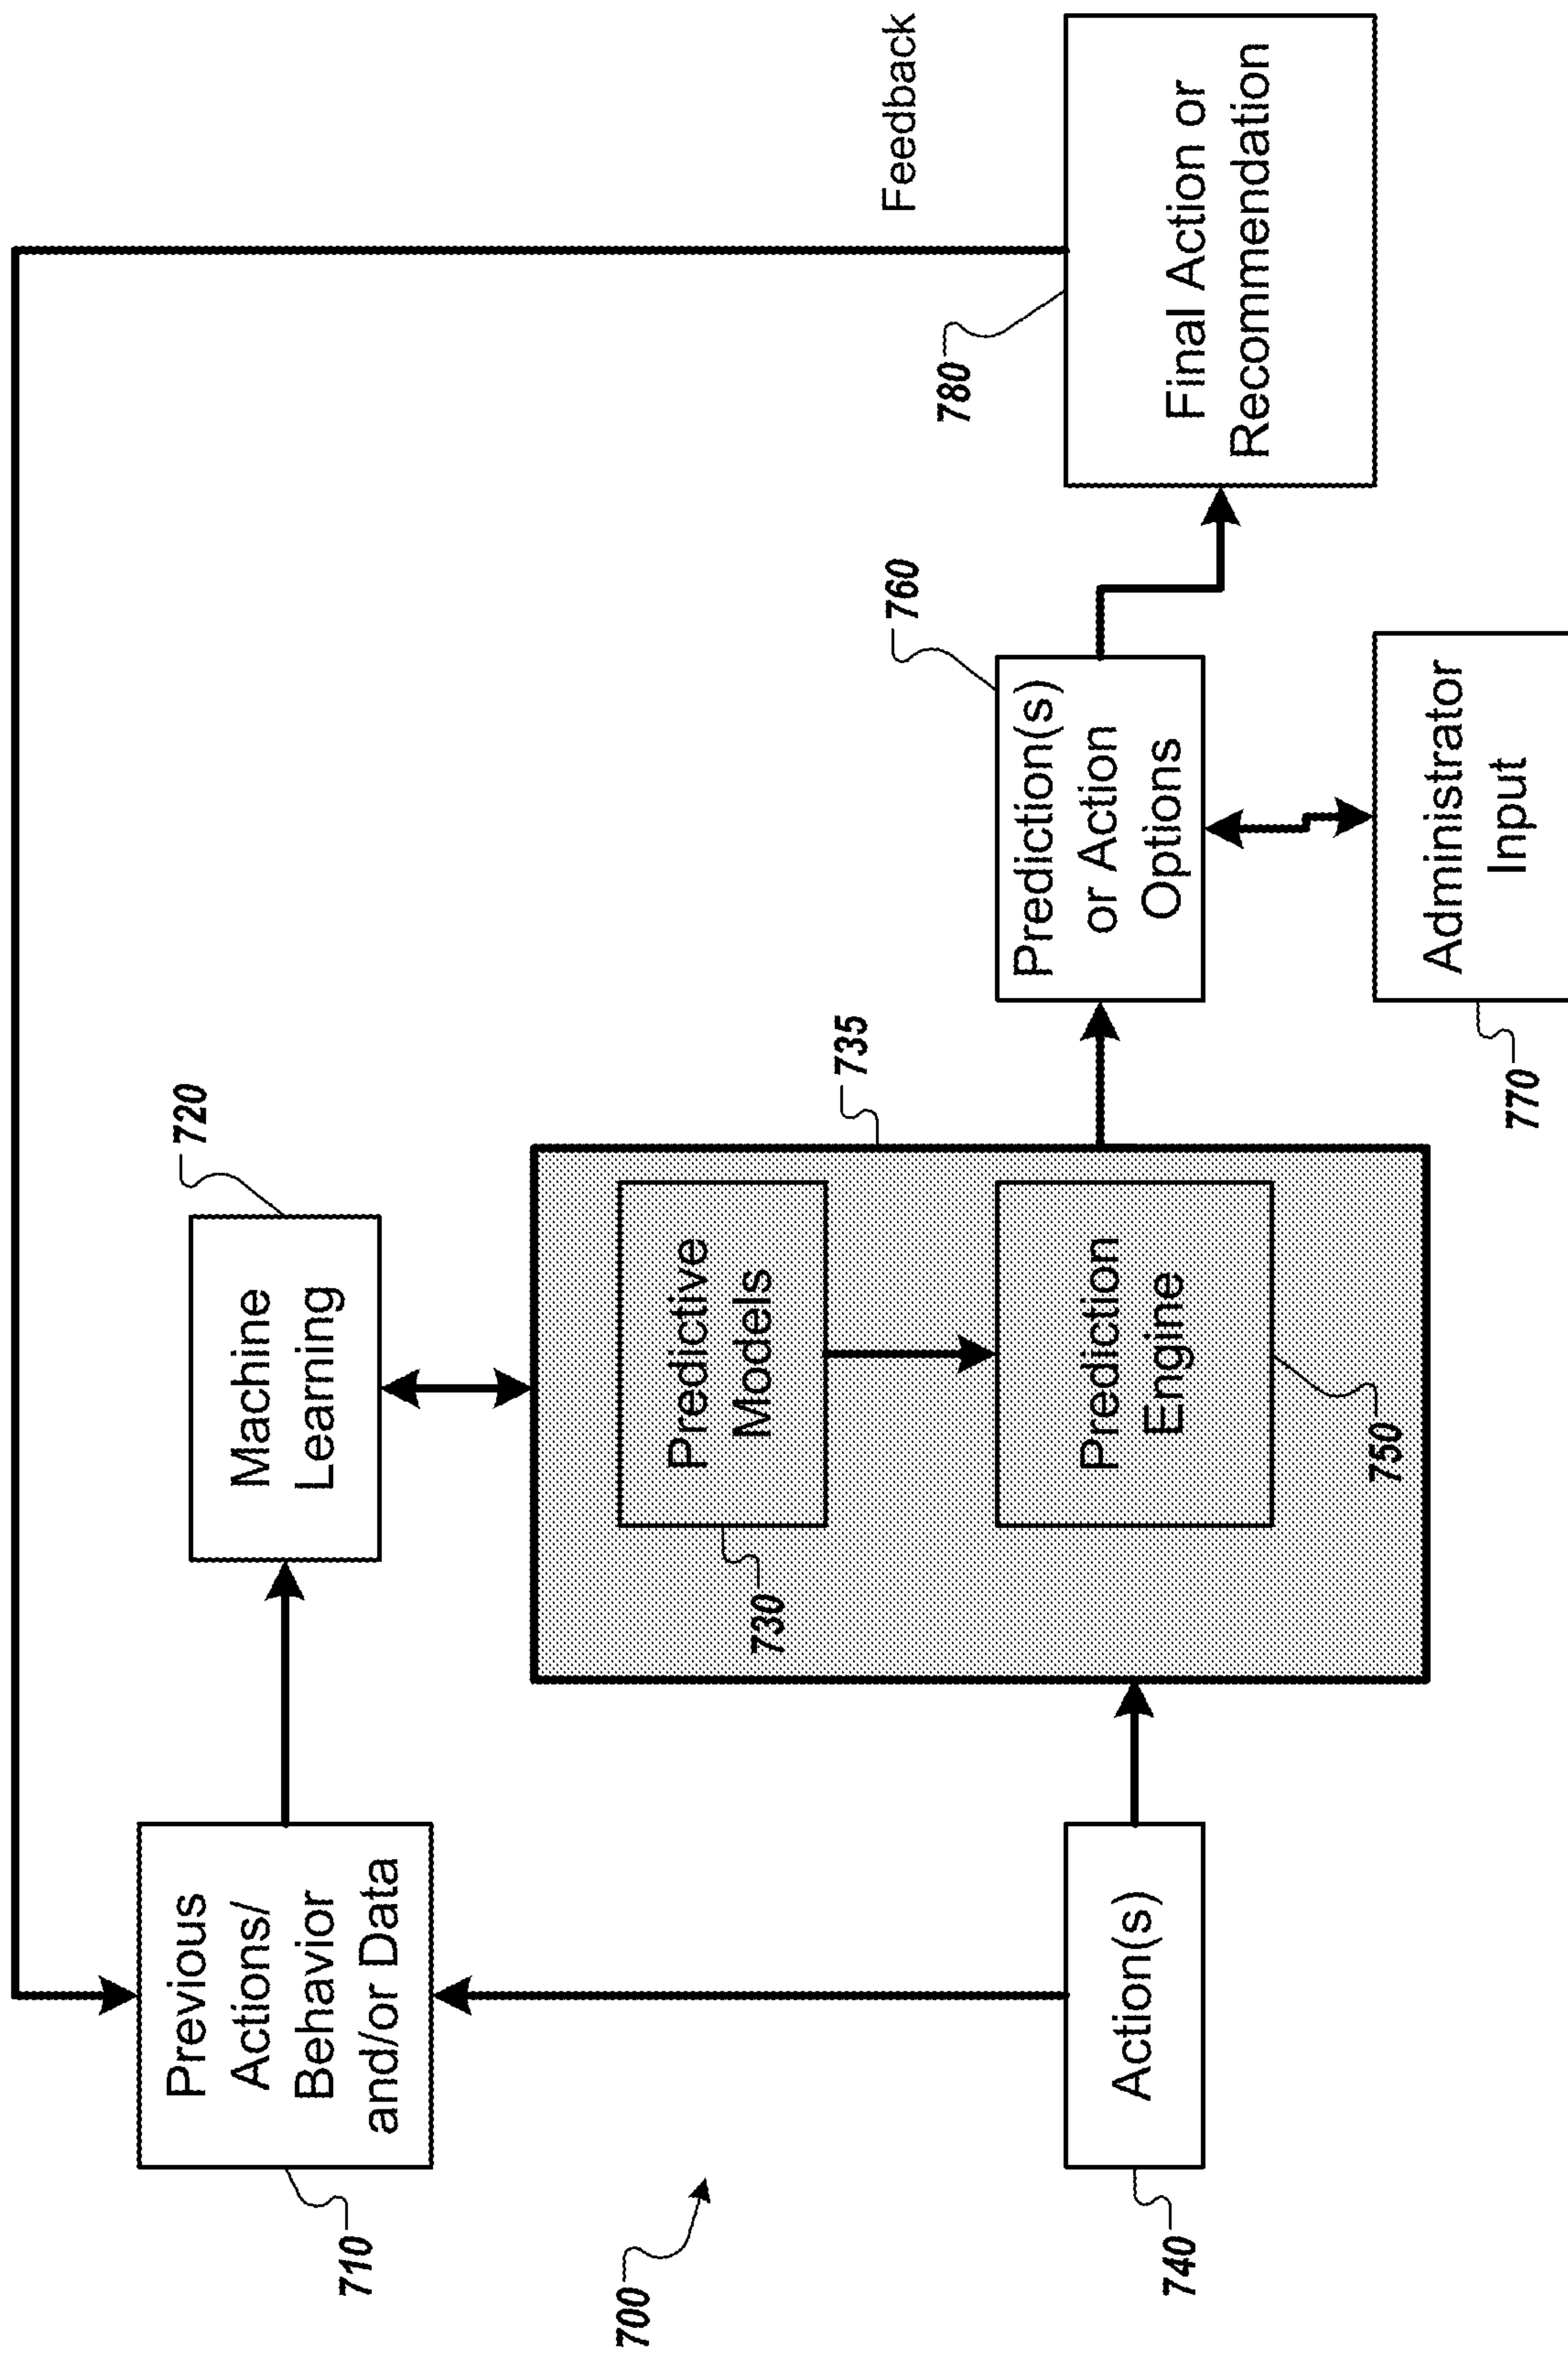 Feedback
710
Previous
Actions/
Behavior
and/or Data
Machine
Learning
720
700
730
Predictive
Models
735
Prediction
Engine
750
740
Action(s)
760
Prediction(s)
or Action
Options
770
Administrator
Input
780
Final Action or
Recommendation